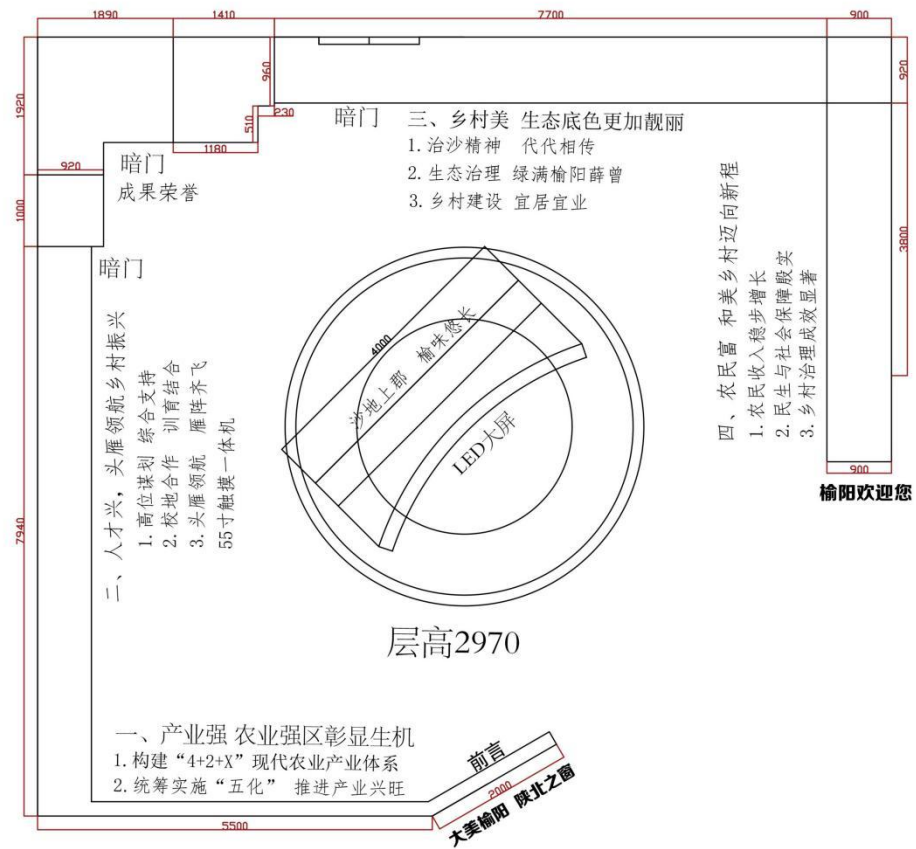 1890
1410
7700
900
1920
960
920
510
230
1180
920
1000
暗门
成果荣誉
暗门
暗门
三、乡村美 生态底色更加靓丽
1. 治沙精神 代代相传
2. 生态治理 绿满榆阳薛曾
3. 乡村建设 宜居宜业
3800
四、农民富 和美乡村迈向新程
1. 农民收入稳步增长
2. 民生与社会保障殷实
3. 乡村治理成效显著
900
榆阳欢迎您
4000
沙地上郡 榆味悠长
LED大屏
7940
二、人才兴，头雁领航乡村振兴
1. 高位谋划 综合支持
2. 校地合作 训育结合
3. 头雁领航 雁阵齐飞
55寸触摸一体机
层高2970
一、产业强 农业强区彰显生机
1. 构建“4+2+X”现代农业产业体系
2. 统筹实施“五化” 推进产业兴旺
前言
2000
大美榆阳 陕北之窗
5500